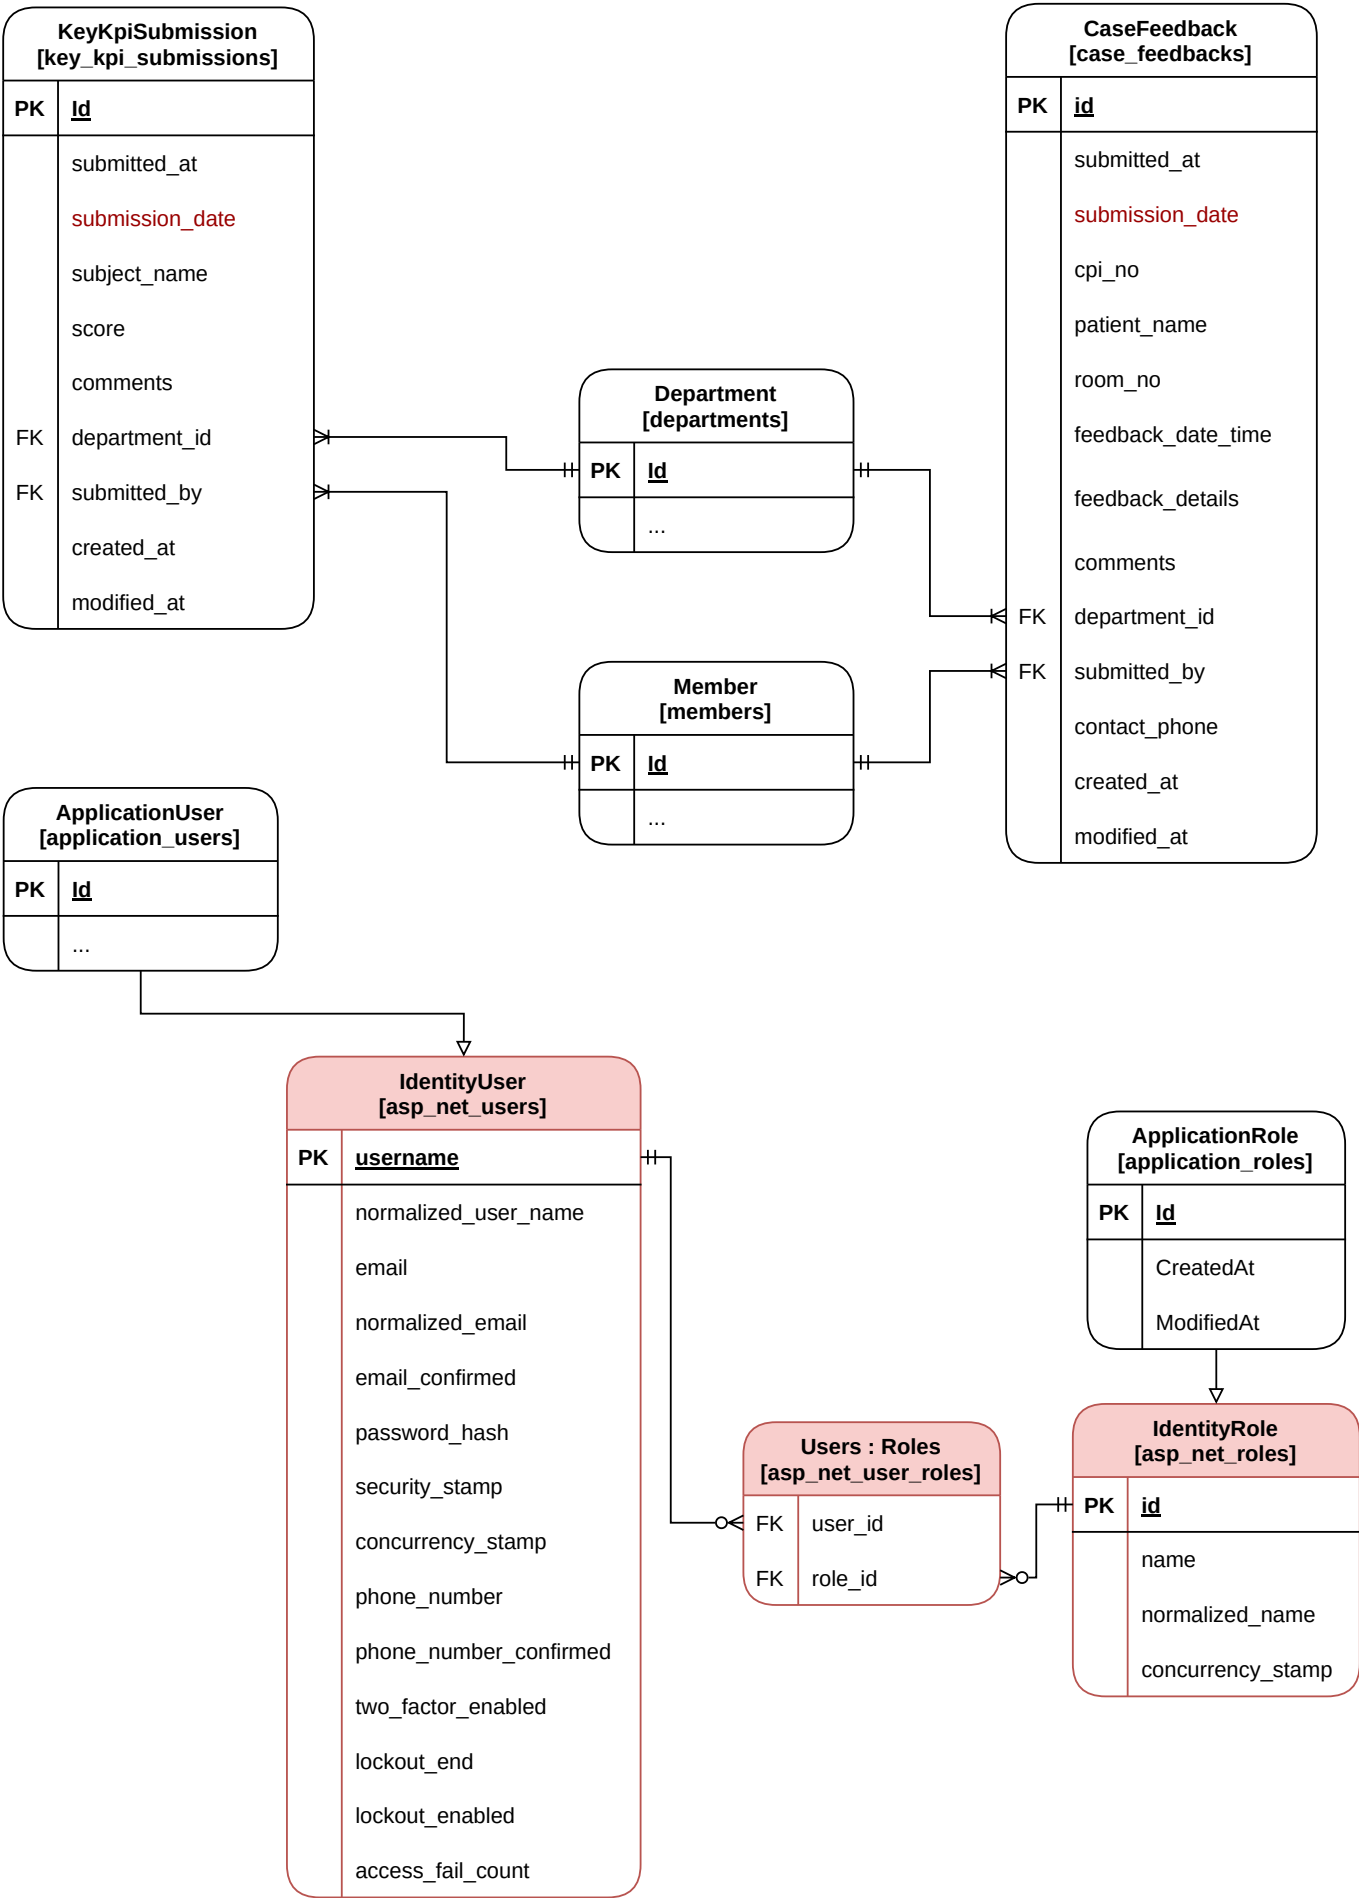 KeyKpiSubmission
[key_kpi_submissions]
PK Id
submitted_at
submission_date
subject_name
score
comments
FK department_id
FK submitted_by
created_at
modified_at
CaseFeedback
[case_feedbacks]
PK id
submitted_at
submission_date
cpi_no
patient_name
room_no
feedback_date_time
feedback_details
comments
FK department_id
FK submitted_by
contact_phone
created_at
modified_at
Department
[departments]
PK Id
...
Member
[members]
PK Id
...
ApplicationUser
[application_users]
PK Id
...
IdentityUser
[asp_net_users]
PK username
normalized_user_name
email
normalized_email
email_confirmed
password_hash
security_stamp
concurrency_stamp
phone_number
phone_number_confirmed
two_factor_enabled
lockout_end
lockout_enabled
access_fail_count
Users : Roles
[asp_net_user_roles]
FK user_id
FK role_id
ApplicationRole
[application_roles]
PK Id
CreatedAt
ModifiedAt
IdentityRole
[asp_net_roles]
PK id
name
normalized_name
concurrency_stamp